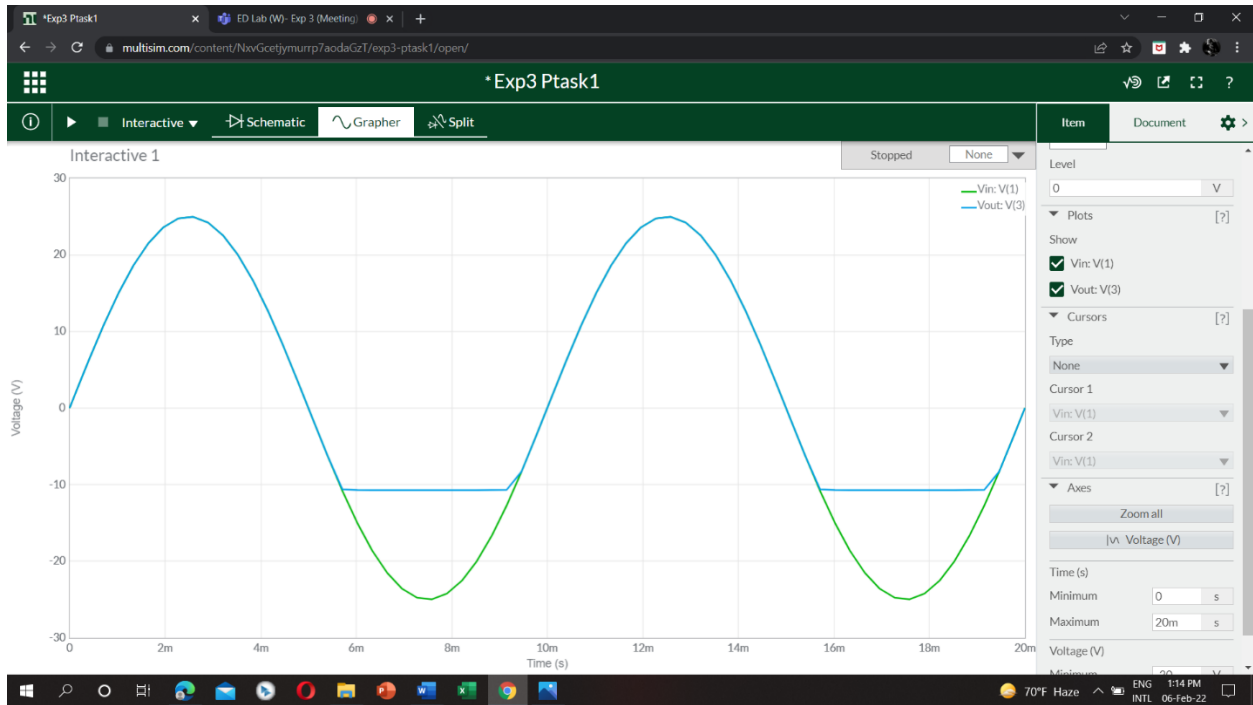 *Exp3 Ptask1
ED Lab (W)- Exp 3 (Meeting)
multisim.com/content/NxvGcetjymurrp7aodaGzT/exp3-ptask1/open/
*Exp3 Ptask1
?
Interactive
Schematic
Grapher
Split
Item
Document
Interactive 1
Stopped
None
Vin: V(1)
Vout: V(3)
Voltage (V)
30
20
10
0
-10
-20
-30
0
2m
4m
6m
8m
10m
12m
14m
16m
18m
20m
Time (s)
Level
0 V
Plots [?]
Show
Vin: V(1)
Vout: V(3)
Cursors [?]
Type
None
Cursor 1
Vin: V(1)
Cursor 2
Vin: V(1)
Axes [?]
Zoom all
Voltage (V)
Time (s)
Minimum 0 s
Maximum 20m s
Voltage (V)
70°F Haze
ENG
INTL
1:14 PM
06-Feb-22